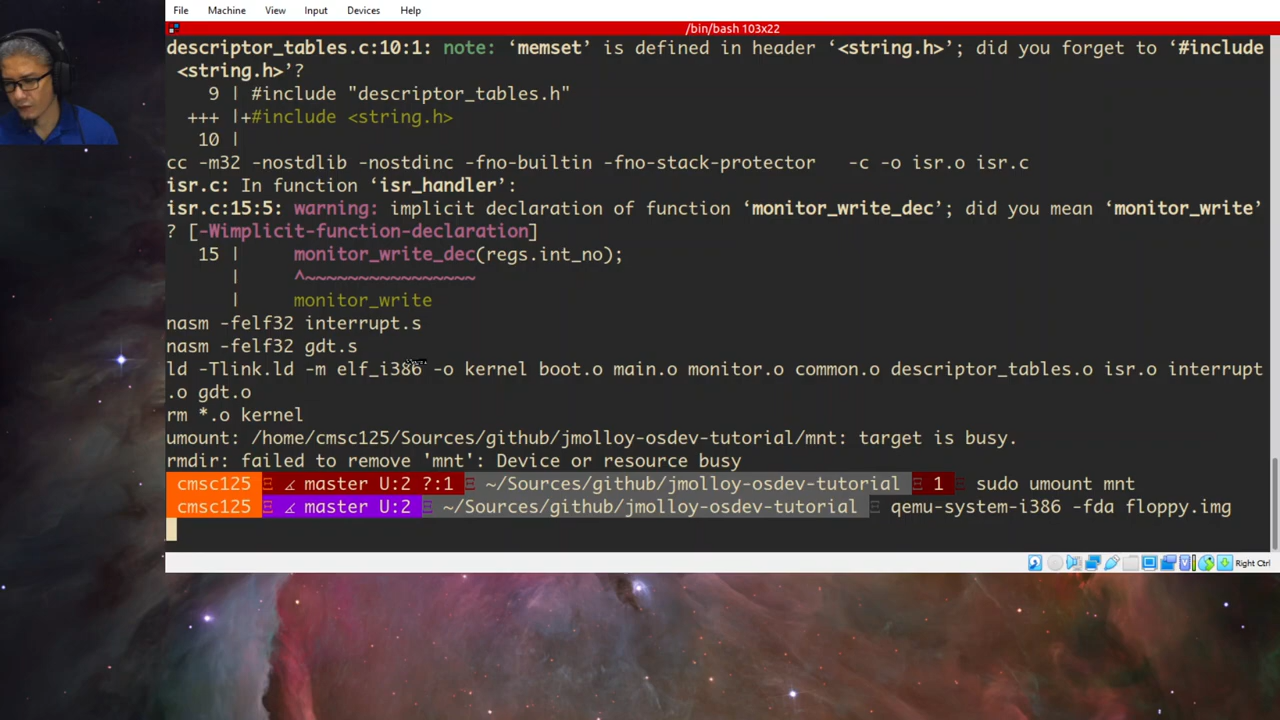 File Machine View Input Devices Help
/bin/bash 103x22
descriptor_tables.c:10:1: note: ‘memset’ is defined in header ‘<string.h>’; did you forget to ‘#include
<string.h>’?
9 | #include "descriptor_tables.h"
+++ |+#include <string.h>
10 |
cc -m32 -nostdlib -nostdinc -fno-builtin -fno-stack-protector -c -o isr.o isr.c
isr.c: In function ‘isr_handler’:
isr.c:15:5: warning: implicit declaration of function ‘monitor_write_dec’; did you mean ‘monitor_write’
? [-Wimplicit-function-declaration]
15 | monitor_write_dec(regs.int_no);
| ^~~~~~~~~~~~~~~~~
| monitor_write
nasm -felf32 interrupt.s
nasm -felf32 gdt.s
ld -Tlink.ld -m elf_i386 -o kernel boot.o main.o monitor.o common.o descriptor_tables.o isr.o interrupt
.o gdt.o
rm *.o kernel
umount: /home/cmsc125/Sources/github/jmolloy-osdev-tutorial/mnt: target is busy.
rmdir: failed to remove 'mnt': Device or resource busy
cmsc125 master U:2 ?:1 ~/Sources/github/jmolloy-osdev-tutorial 1 sudo umount mnt
cmsc125 master U:2 ~/Sources/github/jmolloy-osdev-tutorial qemu-system-i386 -fda floppy.img
Right Ctrl